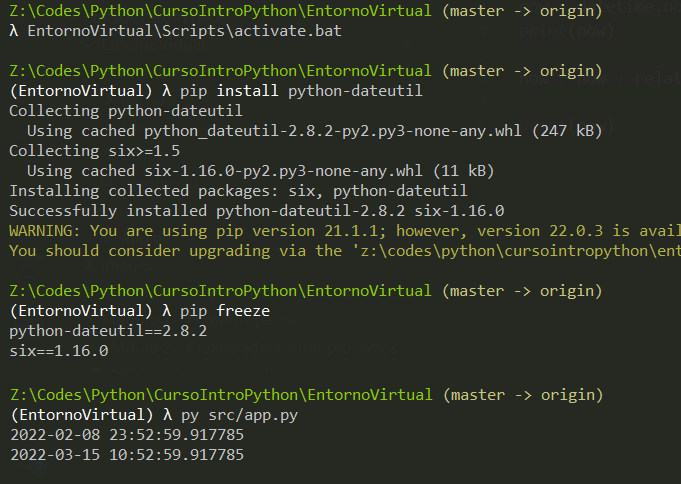 Z:\Codes\Python\CursoIntroPython\EntornoVirtual (master -> origin)
λ EntornoVirtual\Scripts\activate.bat
Z:\Codes\Python\CursoIntroPython\EntornoVirtual (master -> origin)
(EntornoVirtual) λ pip install python-dateutil
Collecting python-dateutil
  Using cached python_dateutil-2.8.2-py2.py3-none-any.whl (247 kB)
Collecting six>=1.5
  Using cached six-1.16.0-py2.py3-none-any.whl (11 kB)
Installing collected packages: six, python-dateutil
Successfully installed python-dateutil-2.8.2 six-1.16.0
WARNING: You are using pip version 21.1.1; however, version 22.0.3 is avail
You should consider upgrading via the 'z:\codes\python\cursointropython\ent
Z:\Codes\Python\CursoIntroPython\EntornoVirtual (master -> origin)
(EntornoVirtual) λ pip freeze
python-dateutil==2.8.2
six==1.16.0
Z:\Codes\Python\CursoIntroPython\EntornoVirtual (master -> origin)
(EntornoVirtual) λ py src/app.py
2022-02-08 23:52:59.917785
2022-03-15 10:52:59.917785